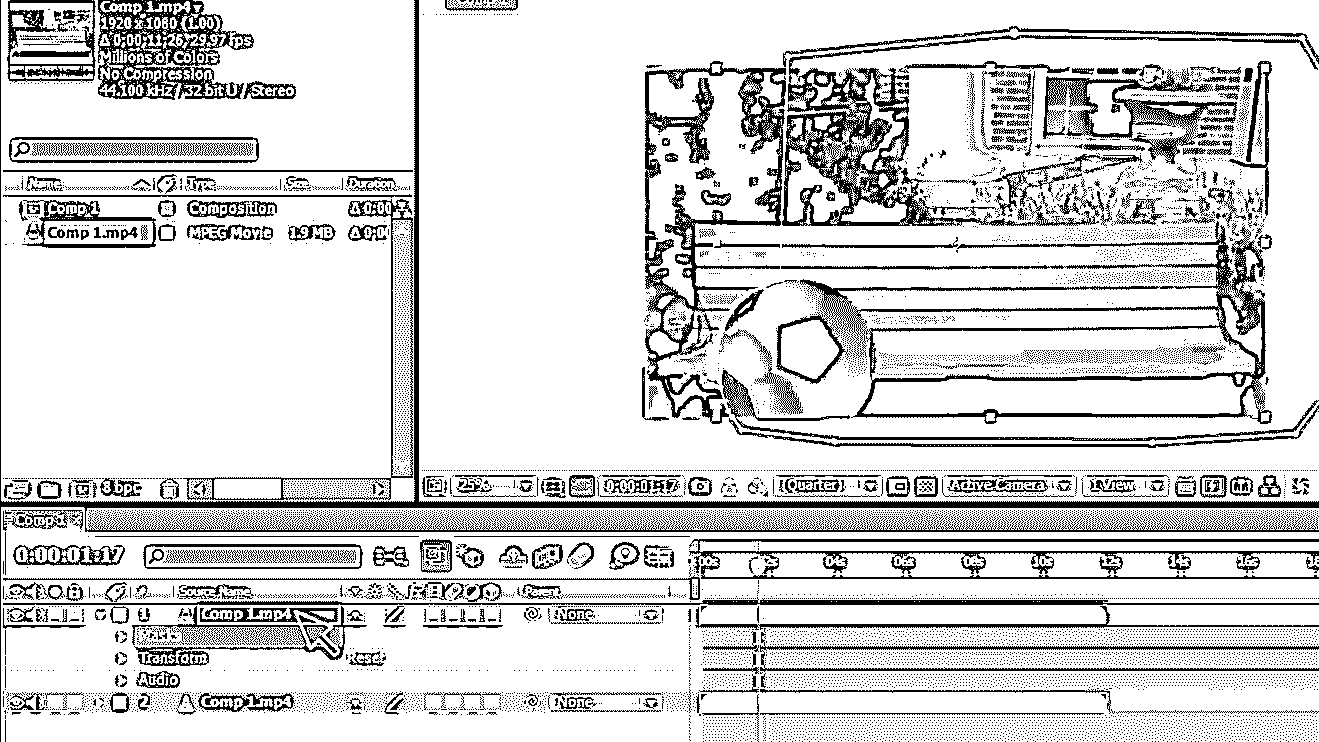 Comp 1.mp4▼
1920 x 1080 (1.00)
Δ 0:00:11:26, 29.97 fps
Millions of Colors
No Compression
44.100 kHz / 32 bit U / Stereo
Name Type Size Duration
Comp 1 Composition Δ 0:00
Comp 1.mp4 MPEG Movie 1.9 MB Δ 0:00
8 bpc
25% 0:00:01:17 (Quarter) Active Camera 1 View
Comp 1
0:00:01:17
00s 02s 04s 06s 08s 10s 12s 14s 16s 18
# Source Name Parent
1 Comp 1.mp4 None
Masks
Transform Reset
Audio
2 Comp 1.mp4 None